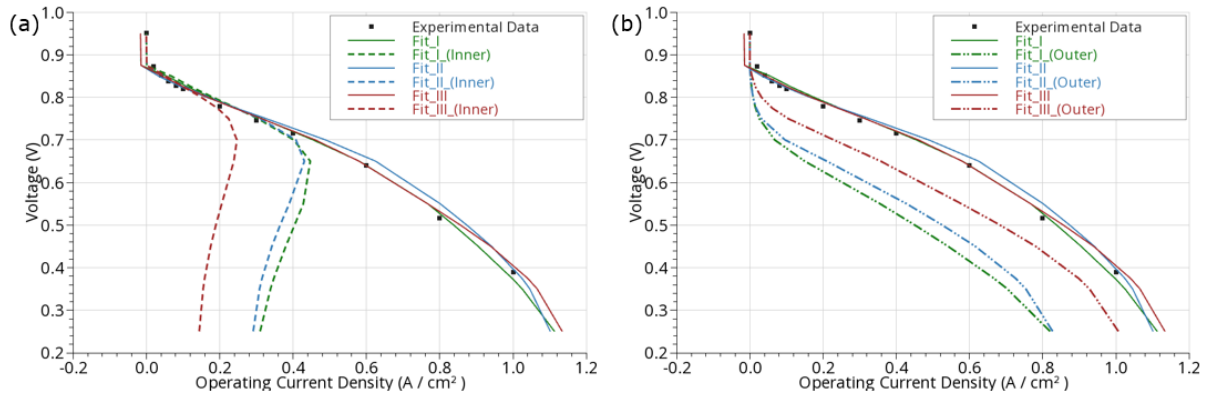 (a)
1.0
0.9
0.8
0.7
0.6
0.5
0.4
0.3
0.2
Voltage (V)
-0.2 0.0 0.2 0.4 0.6 0.8 1.0 1.2
Operating Current Density (A / cm²)
Experimental Data
Fit_I
Fit_I_(Inner)
Fit_II
Fit_II_(Inner)
Fit_III
Fit_III_(Inner)
(b)
1.0
0.9
0.8
0.7
0.6
0.5
0.4
0.3
0.2
Voltage (V)
-0.2 0.0 0.2 0.4 0.6 0.8 1.0 1.2
Operating Current Density (A / cm²)
Experimental Data
Fit_I
Fit_I_(Outer)
Fit_II
Fit_II_(Outer)
Fit_III
Fit_III_(Outer)